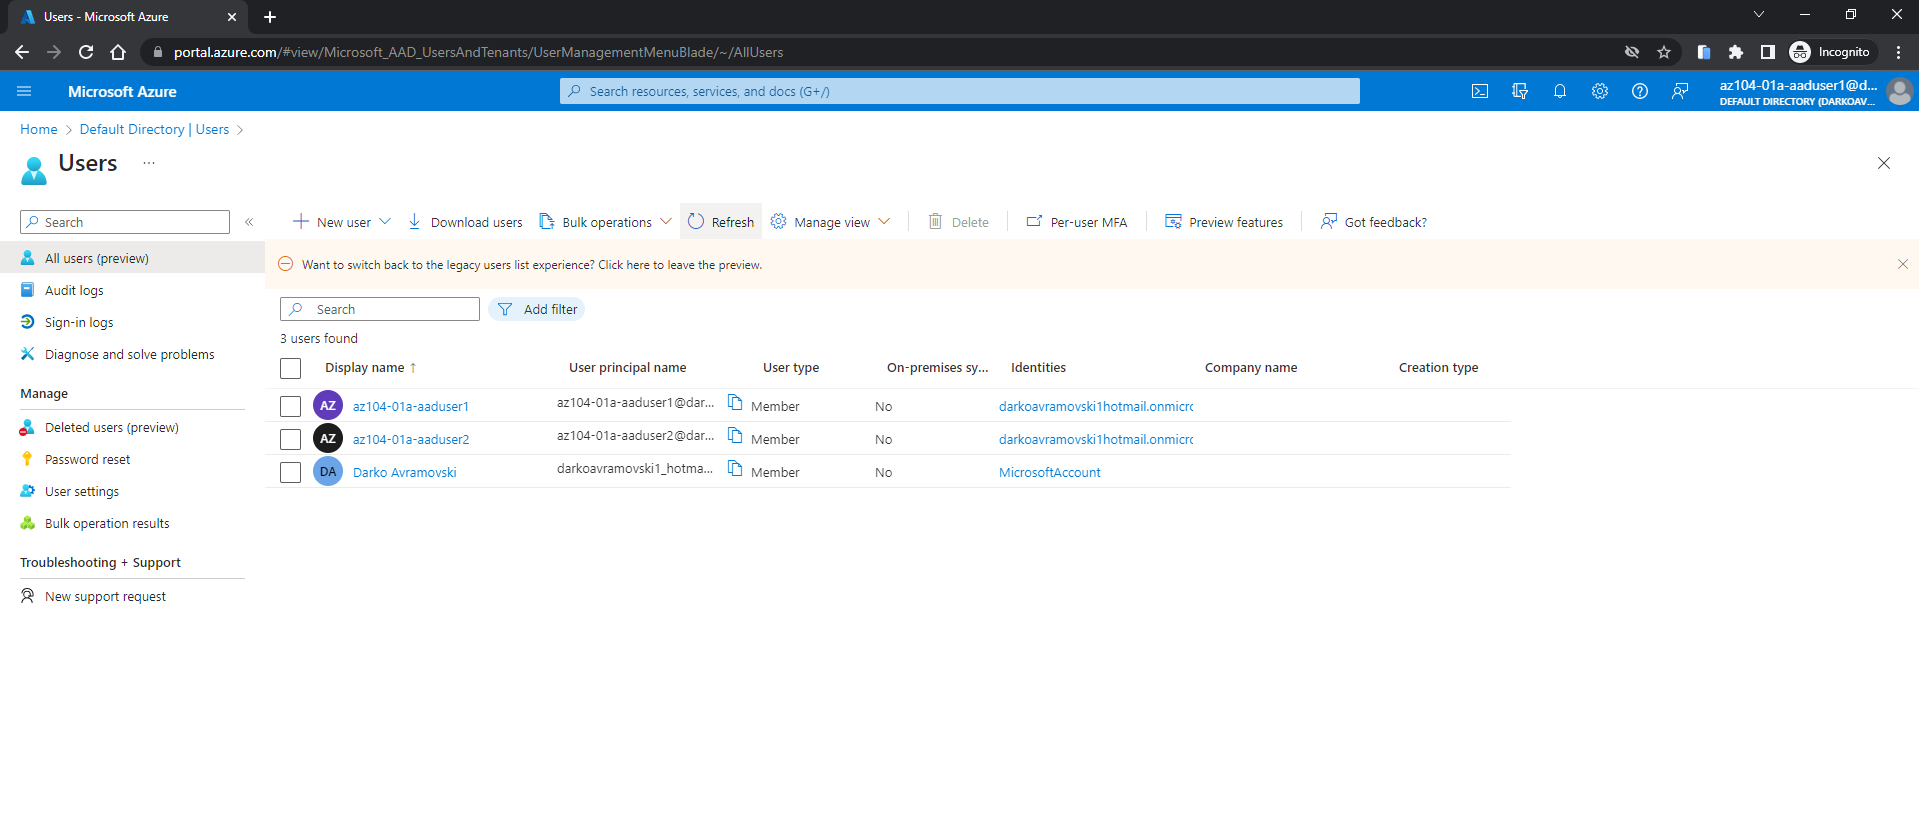 Users - Microsoft Azure
portal.azure.com/#view/Microsoft_AAD_UsersAndTenants/UserManagementMenuBlade/~/AllUsers
Incognito
Microsoft Azure
Search resources, services, and docs (G+/)
az104-01a-aaduser1@d...
DEFAULT DIRECTORY (DARKOAV...
Home > Default Directory | Users >
Users ...
Search
«
New user
Download users
Bulk operations
Refresh
Manage view
Delete
Per-user MFA
Preview features
Got feedback?
All users (preview)
Audit logs
Sign-in logs
Diagnose and solve problems
Manage
Deleted users (preview)
Password reset
User settings
Bulk operation results
Troubleshooting + Support
New support request
Want to switch back to the legacy users list experience? Click here to leave the preview.
Search
Add filter
3 users found
Display name ↑ User principal name User type On-premises sy... Identities Company name Creation type
AZ az104-01a-aaduser1 az104-01a-aaduser1@dar... Member No darkoavramovski1hotmail.onmicro
AZ az104-01a-aaduser2 az104-01a-aaduser2@dar... Member No darkoavramovski1hotmail.onmicro
DA Darko Avramovski darkoavramovski1_hotma... Member No MicrosoftAccount